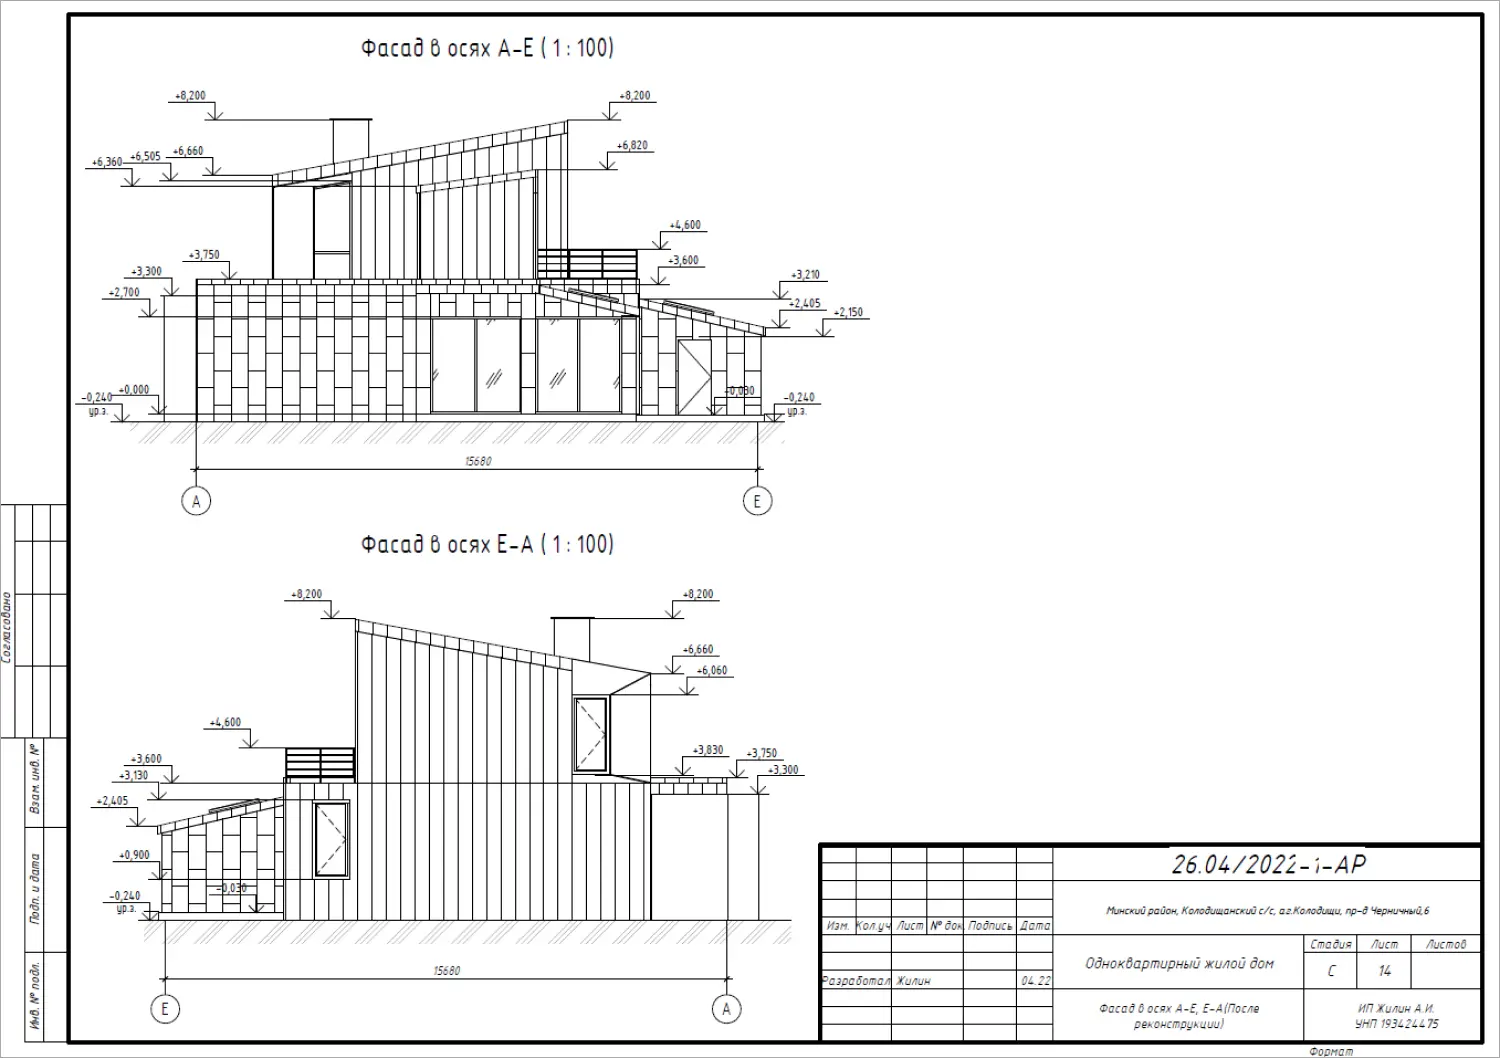 Фасад в осях А-Е ( 1 : 100)
+8,200
+8,200
+6,820
+6,660
+6,505
+6,360
+4,600
+3,750
+3,600
+3,300
+3,210
+2,700
+2,405
+2,150
+0,000
-0,030
-0,240
ур.з.
-0,240
ур.з.
15680
А
Е
Фасад в осях Е-А ( 1 : 100)
+8,200
+8,200
+6,660
+6,060
+4,600
+3,830
+3,750
+3,600
+3,300
+3,130
+2,405
+0,900
-0,030
-0,240
ур.з.
15680
Е
А
Согласовано
Взам. инв. №
Подп. и дата
Инв. № подл.
26.04/2022-1-АР
Минский район, Колодищанский с/с, аг.Колодищи, пр-д Черничный,6
Изм. Кол.уч Лист № док. Подпись Дата
Одноквартирный жилой дом
Стадия Лист Листов
С 14
Разработал Жилин 04.22
Фасад в осях А-Е, Е-А(После
реконструкции)
ИП Жилин А.И.
УНП 193424475
Формат